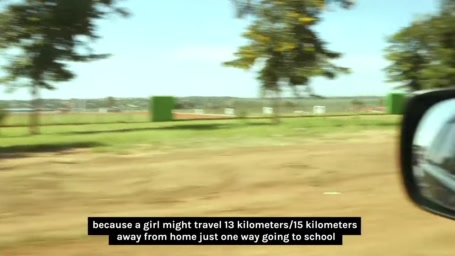 because a girl might travel 13 kilometers/15 kilometers
away from home just one way going to school